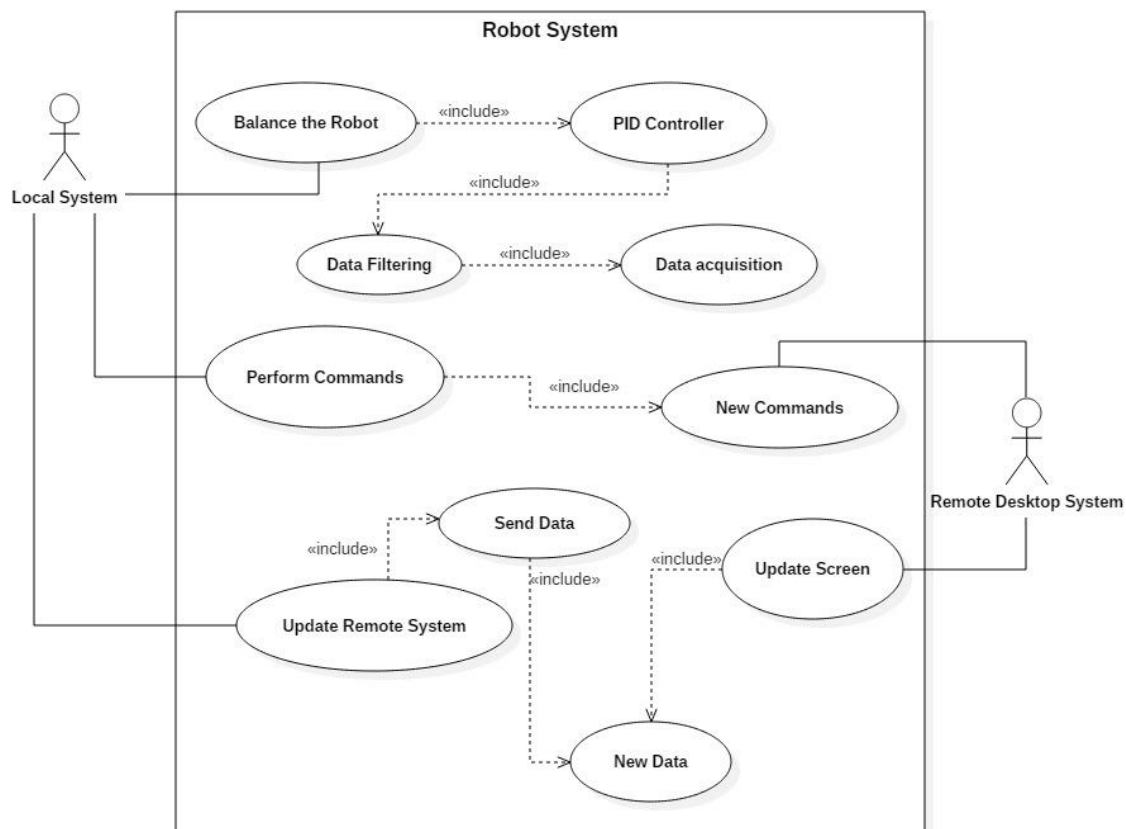 Robot System
Balance the Robot
«include»
PID Controller
Local System
«include»
Data Filtering
«include»
Data acquisition
Perform Commands
«include»
New Commands
Remote Desktop System
Send Data
«include»
«include»
«include»
Update Screen
Update Remote System
New Data